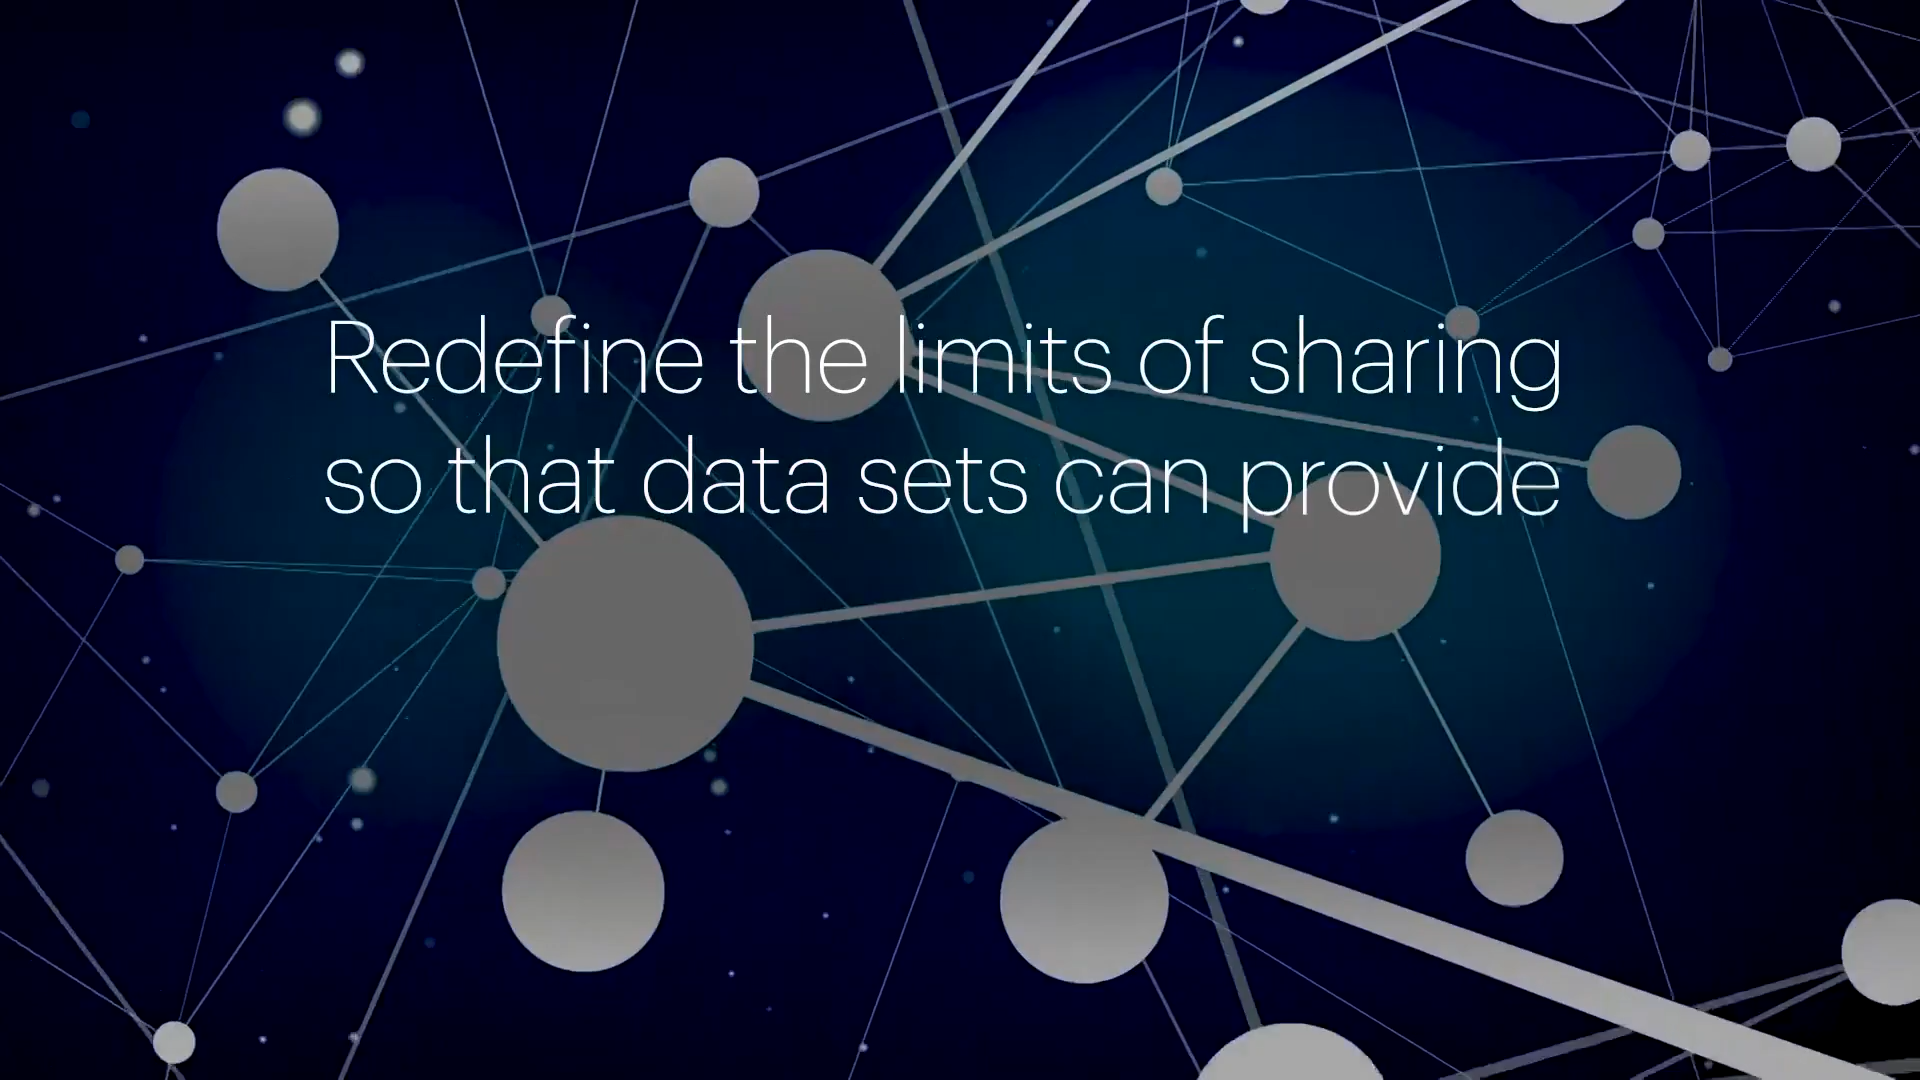 Redefine the limits of sharing
so that data sets can provide